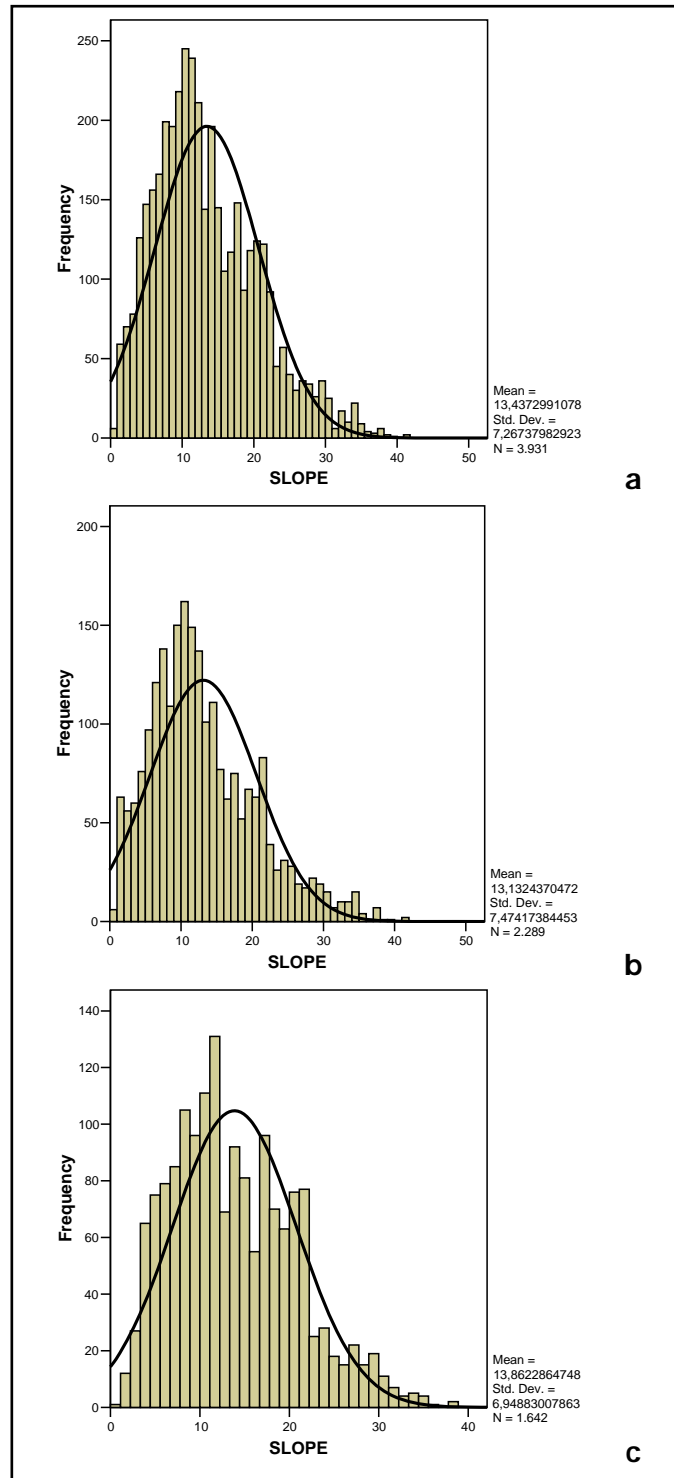 250
200
150
100
50
0
Frequency
0 10 20 30 40 50
SLOPE
Mean =
13,4372991078
Std. Dev. =
7,26737982923
N = 3.931
a
200
150
100
50
0
Frequency
0 10 20 30 40 50
SLOPE
Mean =
13,1324370472
Std. Dev. =
7,47417384453
N = 2.289
b
140
120
100
80
60
40
20
0
Frequency
0 10 20 30 40
SLOPE
Mean =
13,8622864748
Std. Dev. =
6,94883007863
N = 1.642
c